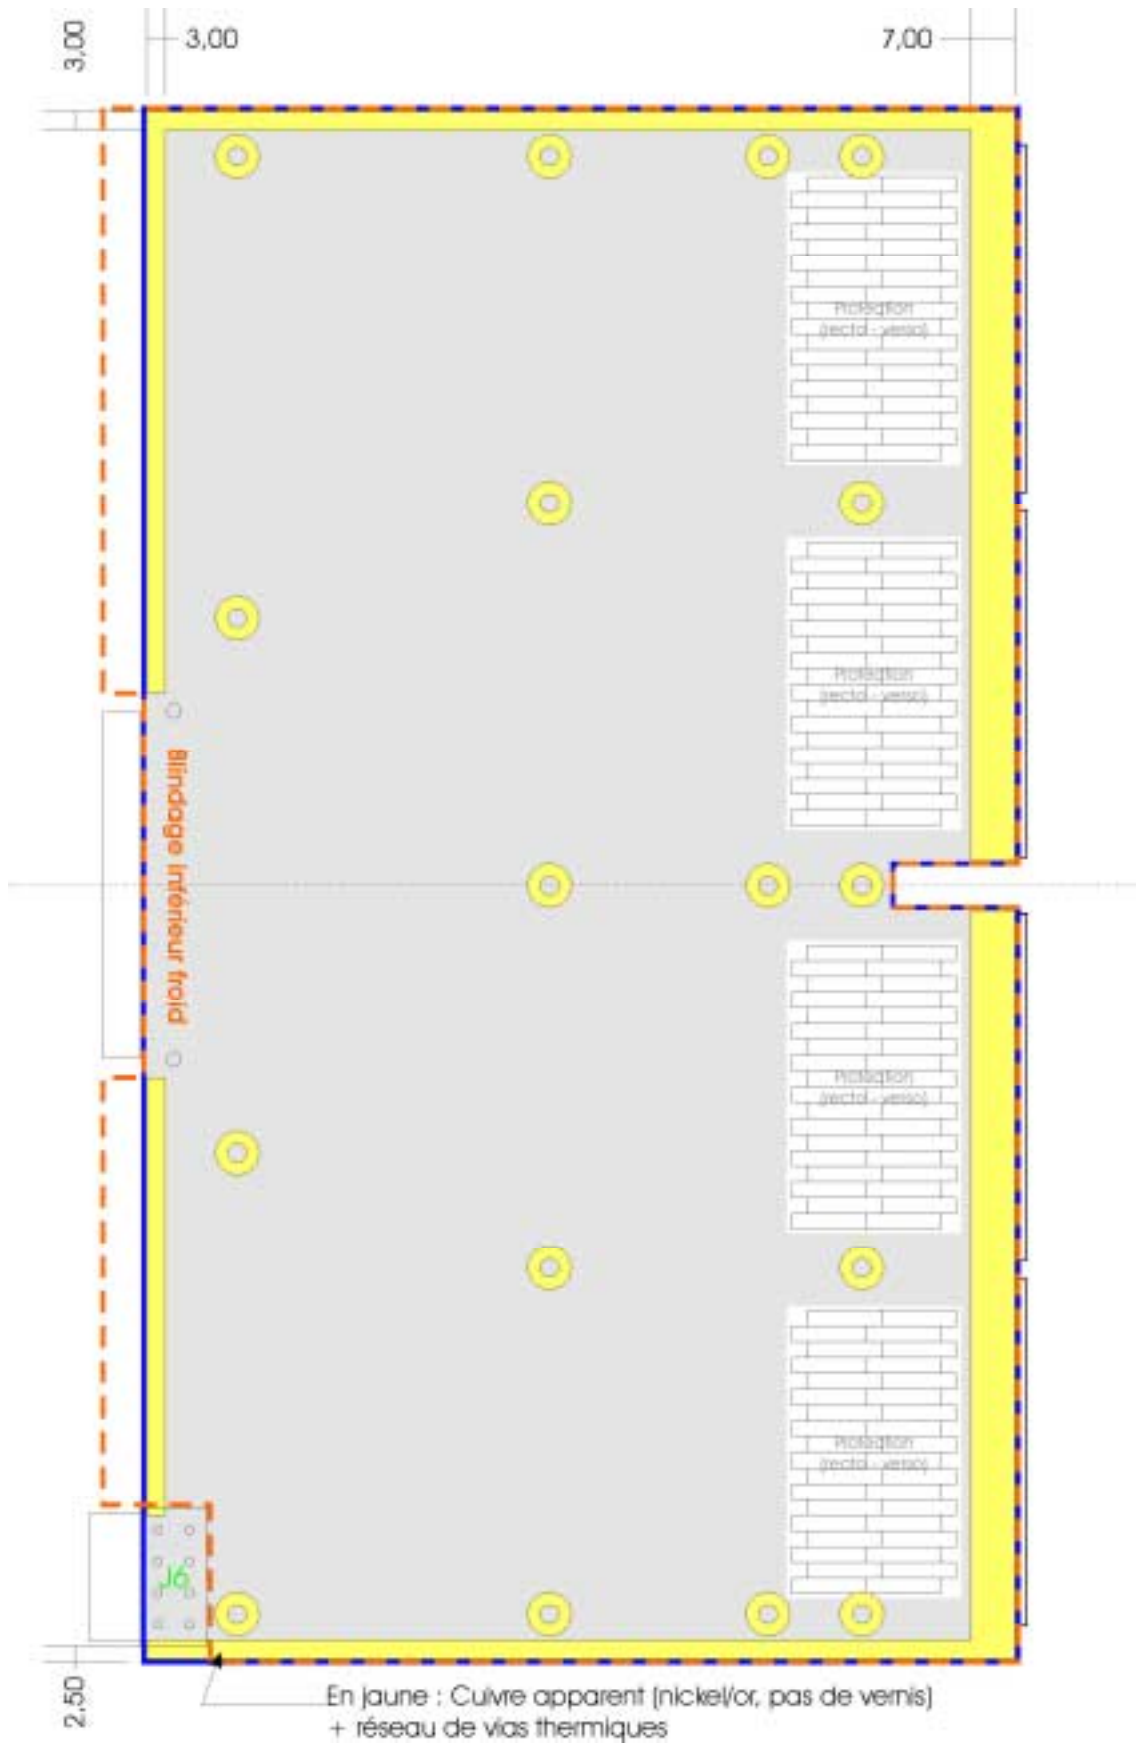 3,00
3,00
7,00
Protection
(recto - verso)
Protection
(recto - verso)
Blindage inférieur froid
Protection
(recto - verso)
Protection
(recto - verso)
J6
2,50
En jaune : Cuivre apparent (nickel/or, pas de vernis)
+ réseau de vias thermiques